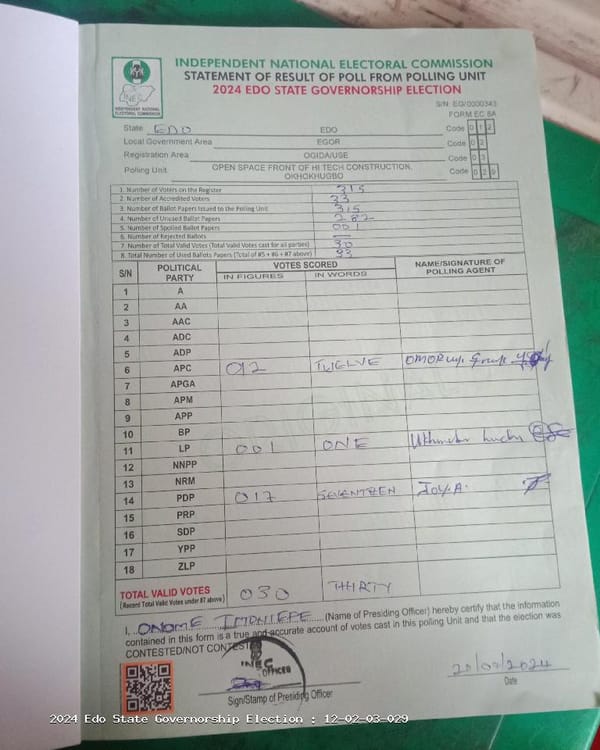 INDEPENDENT NATIONAL ELECTORAL COMMISSION
STATEMENT OF RESULT OF POLL FROM POLLING UNIT
2024 EDO STATE GOVERNORSHIP ELECTION
INEC
INDEPENDENT NATIONAL ELECTORAL COMMISSION
S/N: EG/0000343
FORM EC 8A
State EDO EDO Code 0 1 2
Local Government Area EGOR Code 0 2
Registration Area OGIDA/USE Code 0 3
Polling Unit OPEN SPACE FRONT OF HI TECH CONSTRUCTION, OKHOKHUGBO Code 0 2 9
1. Number of Voters on the Register 315
2. Number of Accredited Voters 33
3. Number of Ballot Papers Issued to the Polling Unit 315
4. Number of Unused Ballot Papers 282
5. Number of Spoiled Ballot Papers 001
6. Number of Rejected Ballots
7. Number of Total Valid Votes (Total Valid Votes cast for all parties) 30
8. Total Number of Used Ballots Papers (Total of #5 + #6 + #7 above) 33
S/N POLITICAL PARTY VOTES SCORED NAME/SIGNATURE OF POLLING AGENT
IN FIGURES IN WORDS
1 A
2 AA
3 AAC
4 ADC
5 ADP
6 APC 012 TWELVE
7 APGA
8 APM
9 APP
10 BP
11 LP 001 ONE
12 NNPP
13 NRM
14 PDP 017 SEVENTEEN JOY.A.
15 PRP
16 SDP
17 YPP
18 ZLP
TOTAL VALID VOTES 030 THIRTY
(Record Total Valid Votes under #7 above)
I, ONOME (Name of Presiding Officer) hereby certify that the information
contained in this form is a true and accurate account of votes cast in this polling Unit and that the election was
CONTESTED/NOT CONTESTED
INEC
OFFICER
Sign/Stamp of Presiding Officer
Date
2024 Edo State Governorship Election : 12-02-03-029